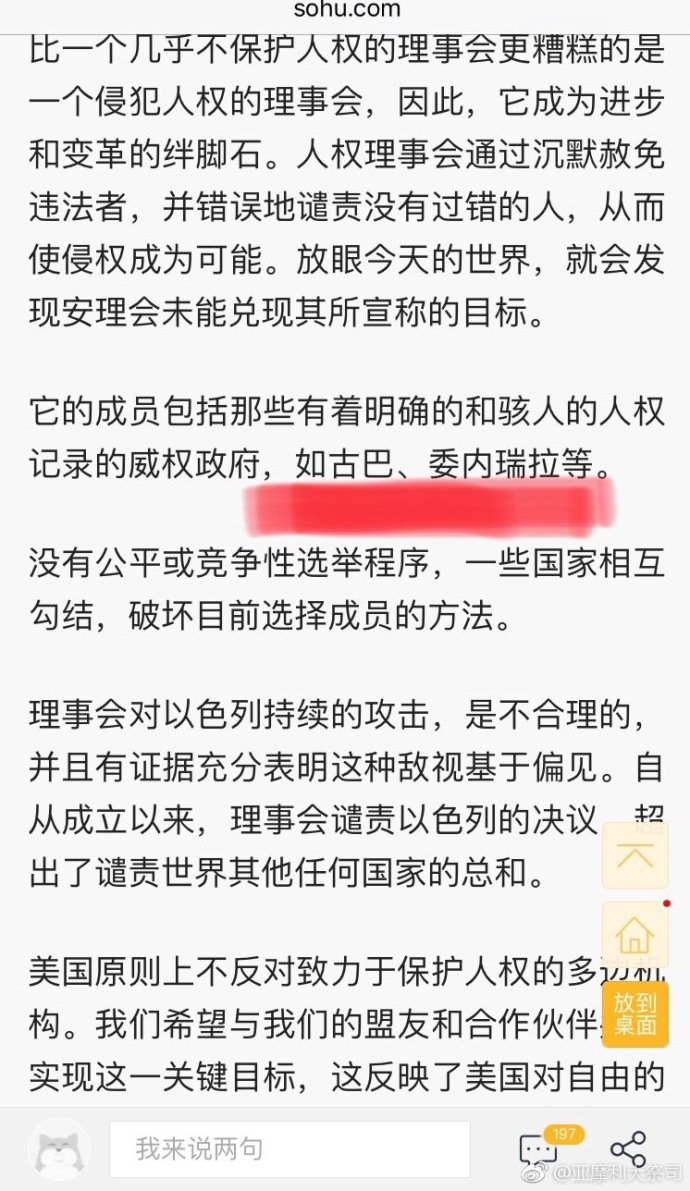 sohu.com
比一个几乎不保护人权的理事会更糟糕的是
一个侵犯人权的理事会，因此，它成为进步
和变革的绊脚石。人权理事会通过沉默赦免
违法者，并错误地谴责没有过错的人，从而
使侵权成为可能。放眼今天的世界，就会发
现安理会未能兑现其所宣称的目标。
它的成员包括那些有着明确的和骇人的人权
记录的威权政府，如古巴、委内瑞拉等。
没有公平或竞争性选举程序，一些国家相互
勾结，破坏目前选择成员的方法。
理事会对以色列持续的攻击，是不合理的，
并且有证据充分表明这种敌视基于偏见。自
从成立以来，理事会谴责以色列的决议，超
出了谴责世界其他任何国家的总和。
美国原则上不反对致力于保护人权的多边机
构。我们希望与我们的盟友和合作伙伴
实现这一关键目标，这反映了美国对自由的
放到
桌面
我来说两句
197
@亚摩利大祭司